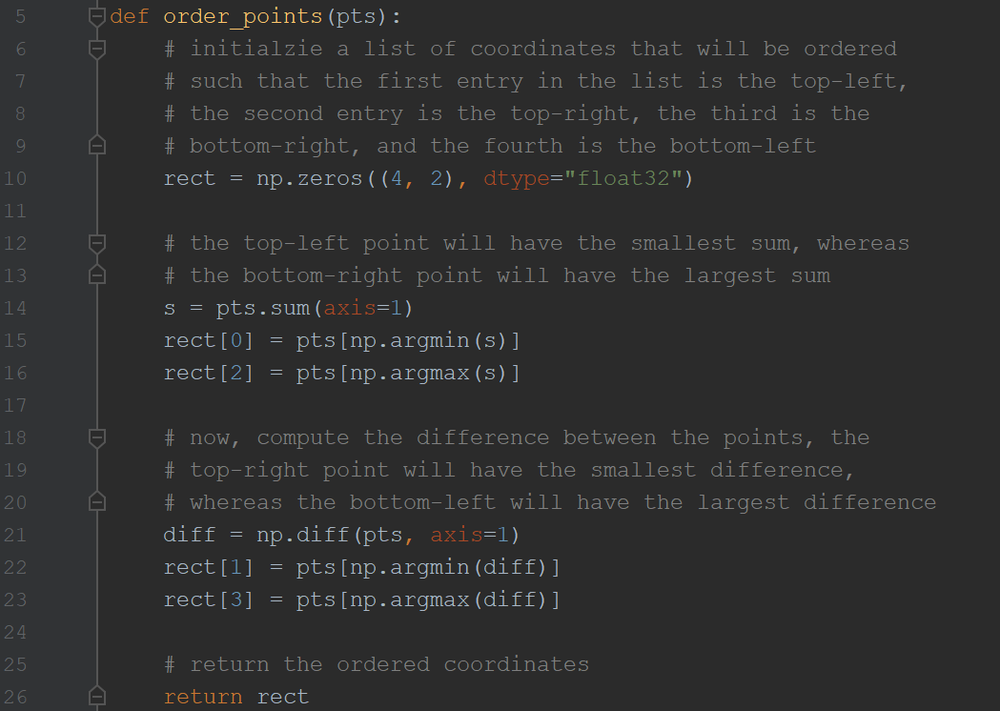 5 def order_points(pts):
6 # initialzie a list of coordinates that will be ordered
7 # such that the first entry in the list is the top-left,
8 # the second entry is the top-right, the third is the
9 # bottom-right, and the fourth is the bottom-left
10 rect = np.zeros((4, 2), dtype="float32")
11
12 # the top-left point will have the smallest sum, whereas
13 # the bottom-right point will have the largest sum
14 s = pts.sum(axis=1)
15 rect[0] = pts[np.argmin(s)]
16 rect[2] = pts[np.argmax(s)]
17
18 # now, compute the difference between the points, the
19 # top-right point will have the smallest difference,
20 # whereas the bottom-left will have the largest difference
21 diff = np.diff(pts, axis=1)
22 rect[1] = pts[np.argmin(diff)]
23 rect[3] = pts[np.argmax(diff)]
24
25 # return the ordered coordinates
26 return rect